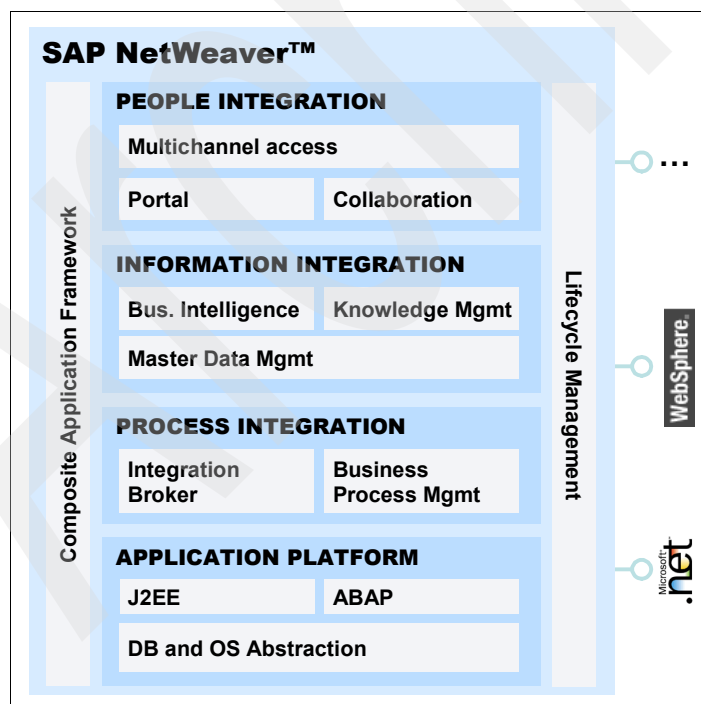 SAP NetWeaver™
Composite Application Framework
PEOPLE INTEGRATION
Multichannel access
Portal
Collaboration
INFORMATION INTEGRATION
Bus. Intelligence
Knowledge Mgmt
Master Data Mgmt
PROCESS INTEGRATION
Integration
Broker
Business
Process Mgmt
APPLICATION PLATFORM
J2EE
ABAP
DB and OS Abstraction
Lifecycle Management
...
WebSphere.
Microsoft
.net